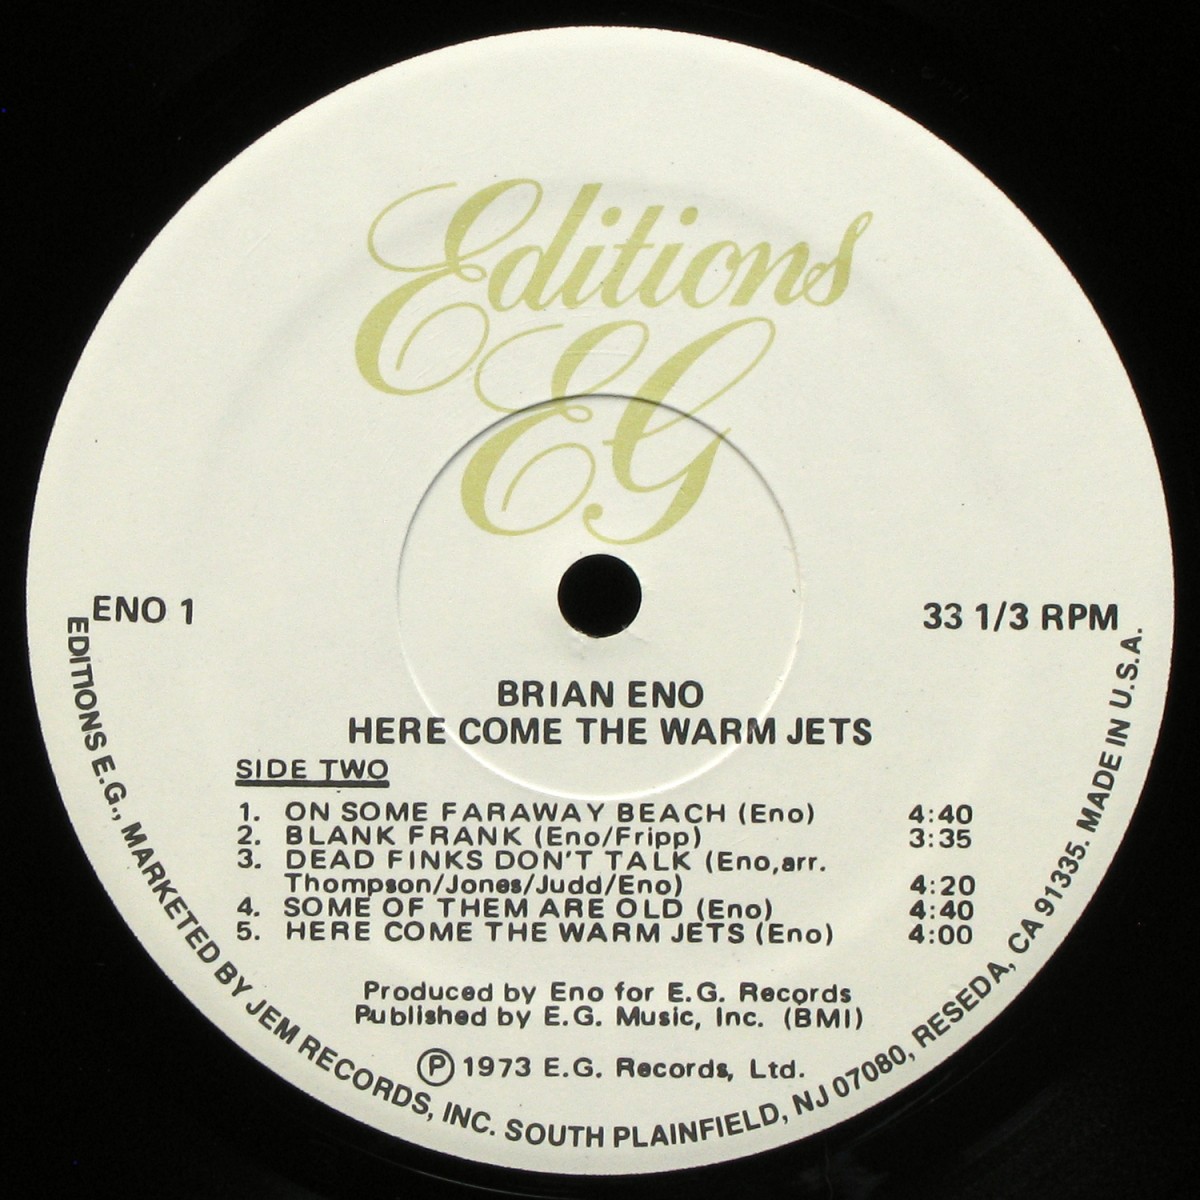 Editions
EG
ENO 1
33 1/3 RPM
BRIAN ENO
HERE COME THE WARM JETS
SIDE TWO
1. ON SOME FARAWAY BEACH (Eno) 4:40
2. BLANK FRANK (Eno/Fripp) 3:35
3. DEAD FINKS DON'T TALK (Eno,arr.
Thompson/Jones/Judd/Eno) 4:20
4. SOME OF THEM ARE OLD (Eno) 4:40
5. HERE COME THE WARM JETS (Eno) 4:00
Produced by Eno for E.G. Records
Published by E.G. Music, Inc. (BMI)
Ⓟ 1973 E.G. Records, Ltd.
EDITIONS E.G., MARKETED BY JEM RECORDS, INC. SOUTH PLAINFIELD, NJ 07080, RESEDA, CA 91335. MADE IN U.S.A.